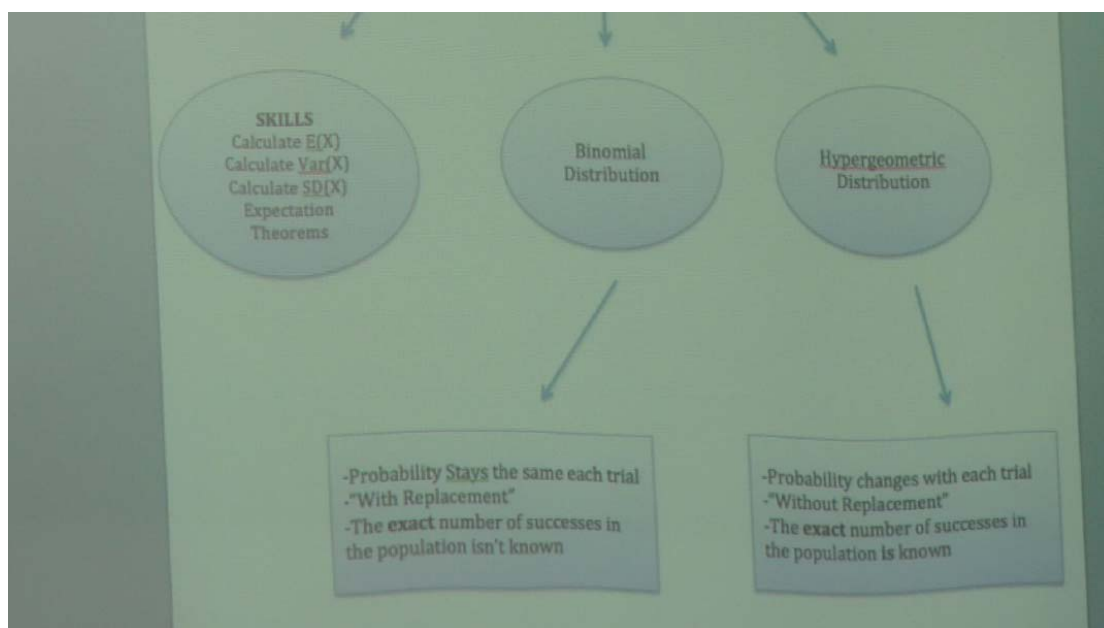 SKILLS
Calculate E(X)
Calculate Var(X)
Calculate SD(X)
Expectation
Theorems
Binomial
Distribution
Hypergeometric
Distribution
-Probability Stays the same each trial
-"With Replacement"
-The exact number of successes in
the population isn't known
-Probability changes with each trial
-"Without Replacement"
-The exact number of successes in
the population is known